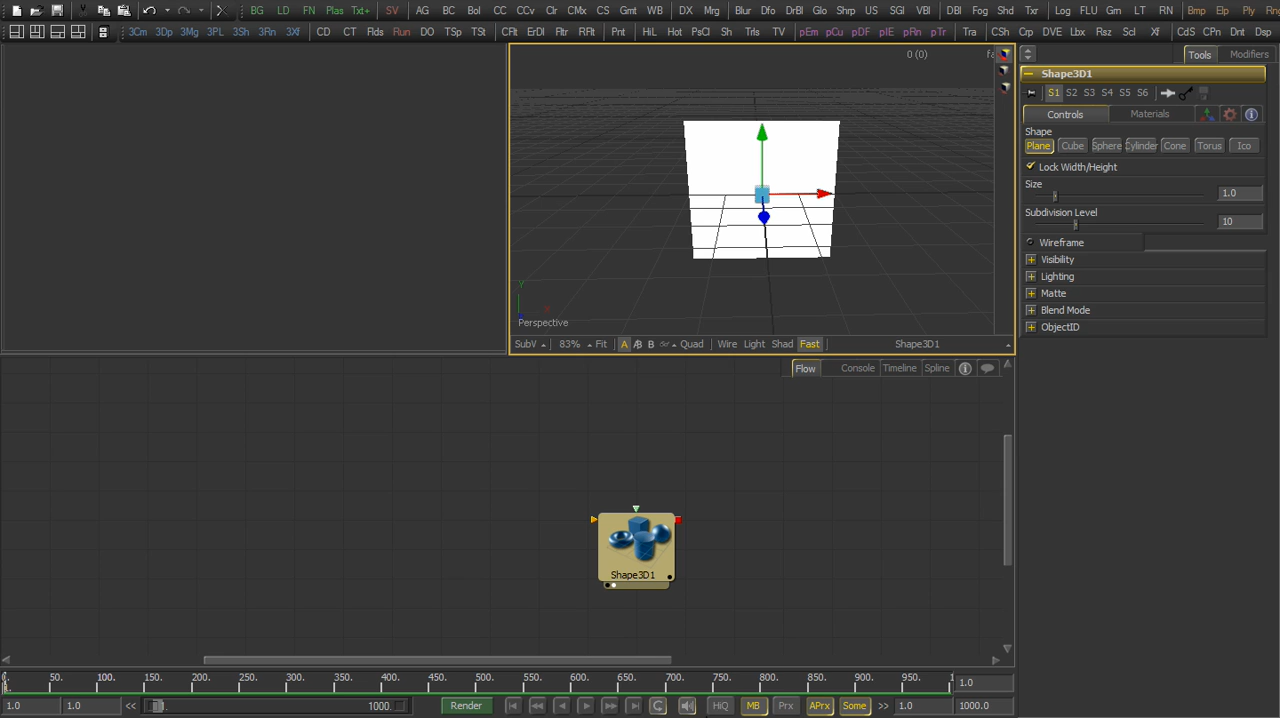 BG LD FN Plas Txt+ SV AG BC Bol CC CCv Clr CMx CS Gmt WB DX Mrg Blur Dfo DrBl Glo Shrp US SGl VBl DBl Fog Shd Txr Log FLU Gm LT RN Bmp Elp Ply Rng
3Cm 3Dp 3Mg 3PL 3Sh 3Rn 3Xf CD CT Flds Run DO TSp TSt CFlt ErDl Fltr RFlt Pnt HiL Hot PsCl Sh Trls TV pEm pCu pDF pIE pRn pTr Tra CSh Crp DVE Lbx Rsz Scl Xf CdS CPn Dnt Dsp
0 (0) fa
Tools Modifiers
Shape3D1
S1 S2 S3 S4 S5 S6
Controls Materials
Shape
Plane Cube Sphere Cylinder Cone Torus Ico
Lock Width/Height
Size
1.0
Subdivision Level
10
Wireframe
Visibility
Lighting
Matte
Blend Mode
ObjectID
Y
Perspective
SubV 83% Fit A B Quad Wire Light Shad Fast Shape3D1
Flow Console Timeline Spline
Shape3D1
50. 100. 150. 200. 250. 300. 350. 400. 450. 500. 550. 600. 650. 700. 750. 800. 850. 900. 950. 1
1.0
1.0 1.0 << 1000. Render HiQ MB Prx APrx Some >> 1.0 1000.0